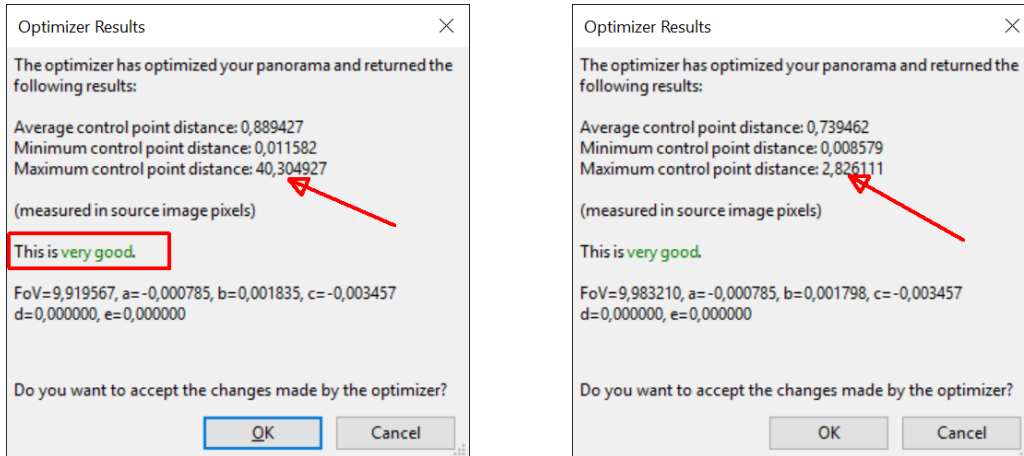 Optimizer Results
The optimizer has optimized your panorama and returned the
following results:
Average control point distance: 0,889427
Minimum control point distance: 0,011582
Maximum control point distance: 40,304927
(measured in source image pixels)
This is very good.
FoV=9,919567, a=-0,000785, b=0,001835, c=-0,003457
d=0,000000, e=0,000000
Do you want to accept the changes made by the optimizer?
OK
Cancel
Optimizer Results
The optimizer has optimized your panorama and returned the
following results:
Average control point distance: 0,739462
Minimum control point distance: 0,008579
Maximum control point distance: 2,826111
(measured in source image pixels)
This is very good.
FoV=9,983210, a=-0,000785, b=0,001798, c=-0,003457
d=0,000000, e=0,000000
Do you want to accept the changes made by the optimizer?
OK
Cancel